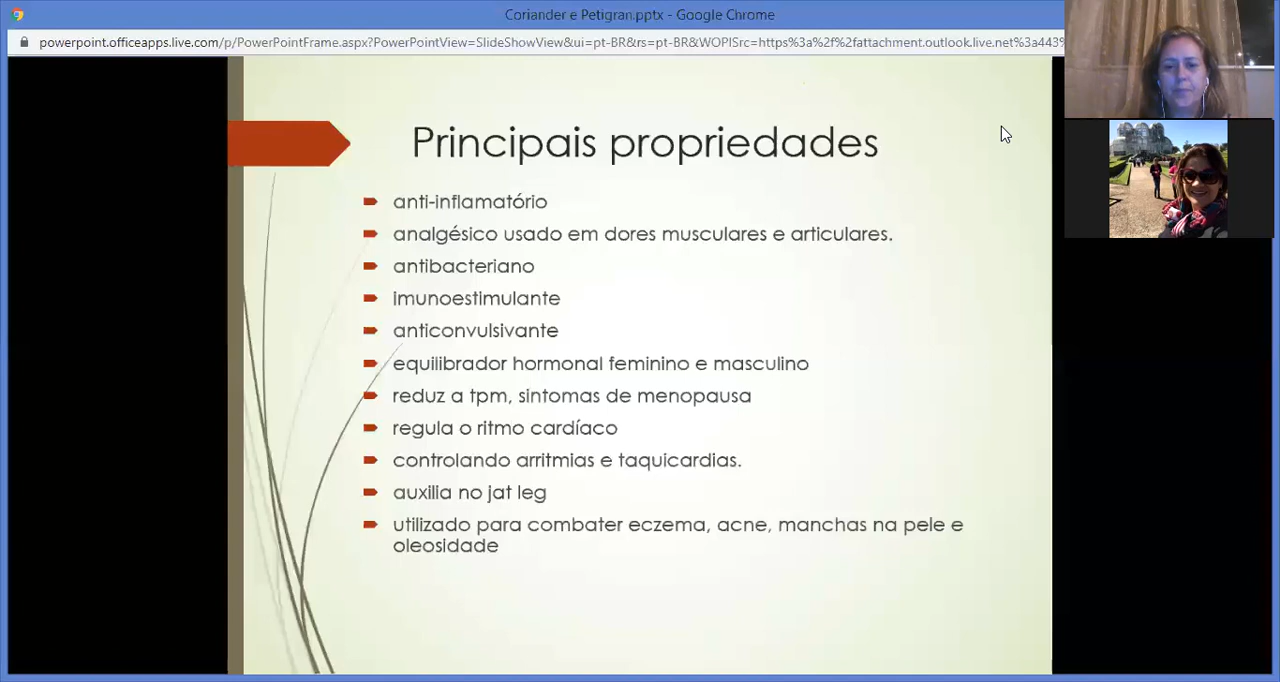 Coriander e Petigran.pptx - Google Chrome
powerpoint.officeapps.live.com/p/PowerPointFrame.aspx?PowerPointView=SlideShowView&ui=pt-BR&rs=pt-BR&WOPISrc=https%3a%2f%2fattachment.outlook.live.net%3a443%
Principais propriedades
anti-inflamatório
analgésico usado em dores musculares e articulares.
antibacteriano
imunoestimulante
anticonvulsivante
equilibrador hormonal feminino e masculino
reduz a tpm, sintomas de menopausa
regula o ritmo cardíaco
controlando arritmias e taquicardias.
auxilia no jat leg
utilizado para combater eczema, acne, manchas na pele e
oleosidade